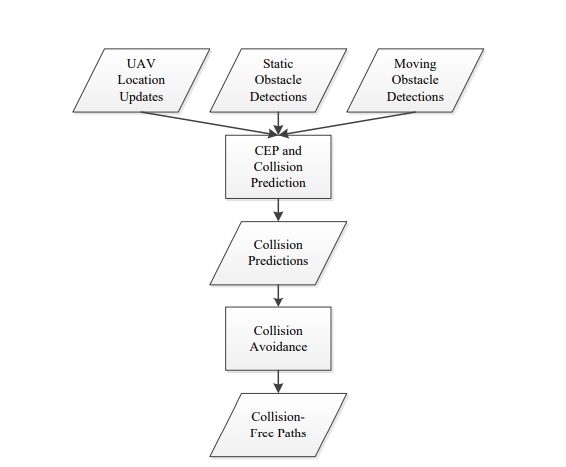 UAV
Location
Updates
Static
Obstacle
Detections
Moving
Obstacle
Detections
CEP and
Collision
Prediction
Collision
Predictions
Collision
Avoidance
Collision-
Free Paths